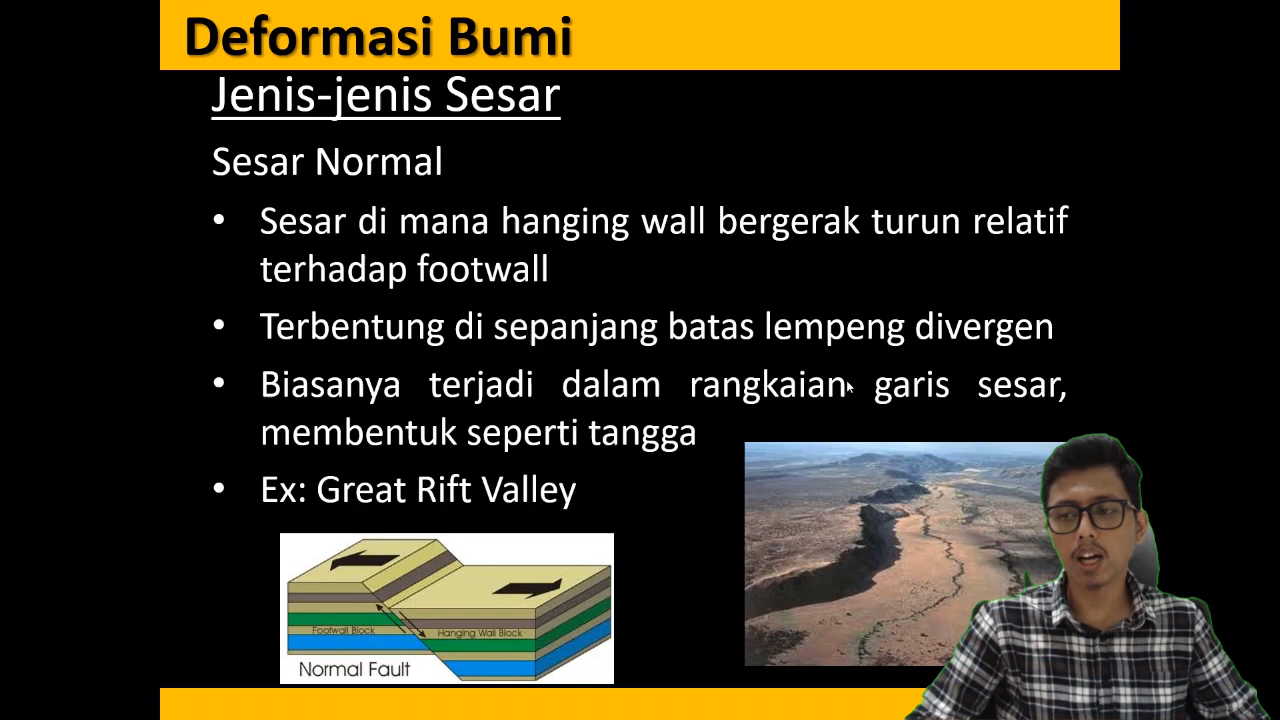 Deformasi Bumi
Jenis-jenis Sesar
Sesar Normal
• Sesar di mana hanging wall bergerak turun relatif
terhadap footwall
• Terbentung di sepanjang batas lempeng divergen
• Biasanya terjadi dalam rangkaian garis sesar,
membentuk seperti tangga
• Ex: Great Rift Valley
Footwall Block
Hanging Wall Block
Normal Fault